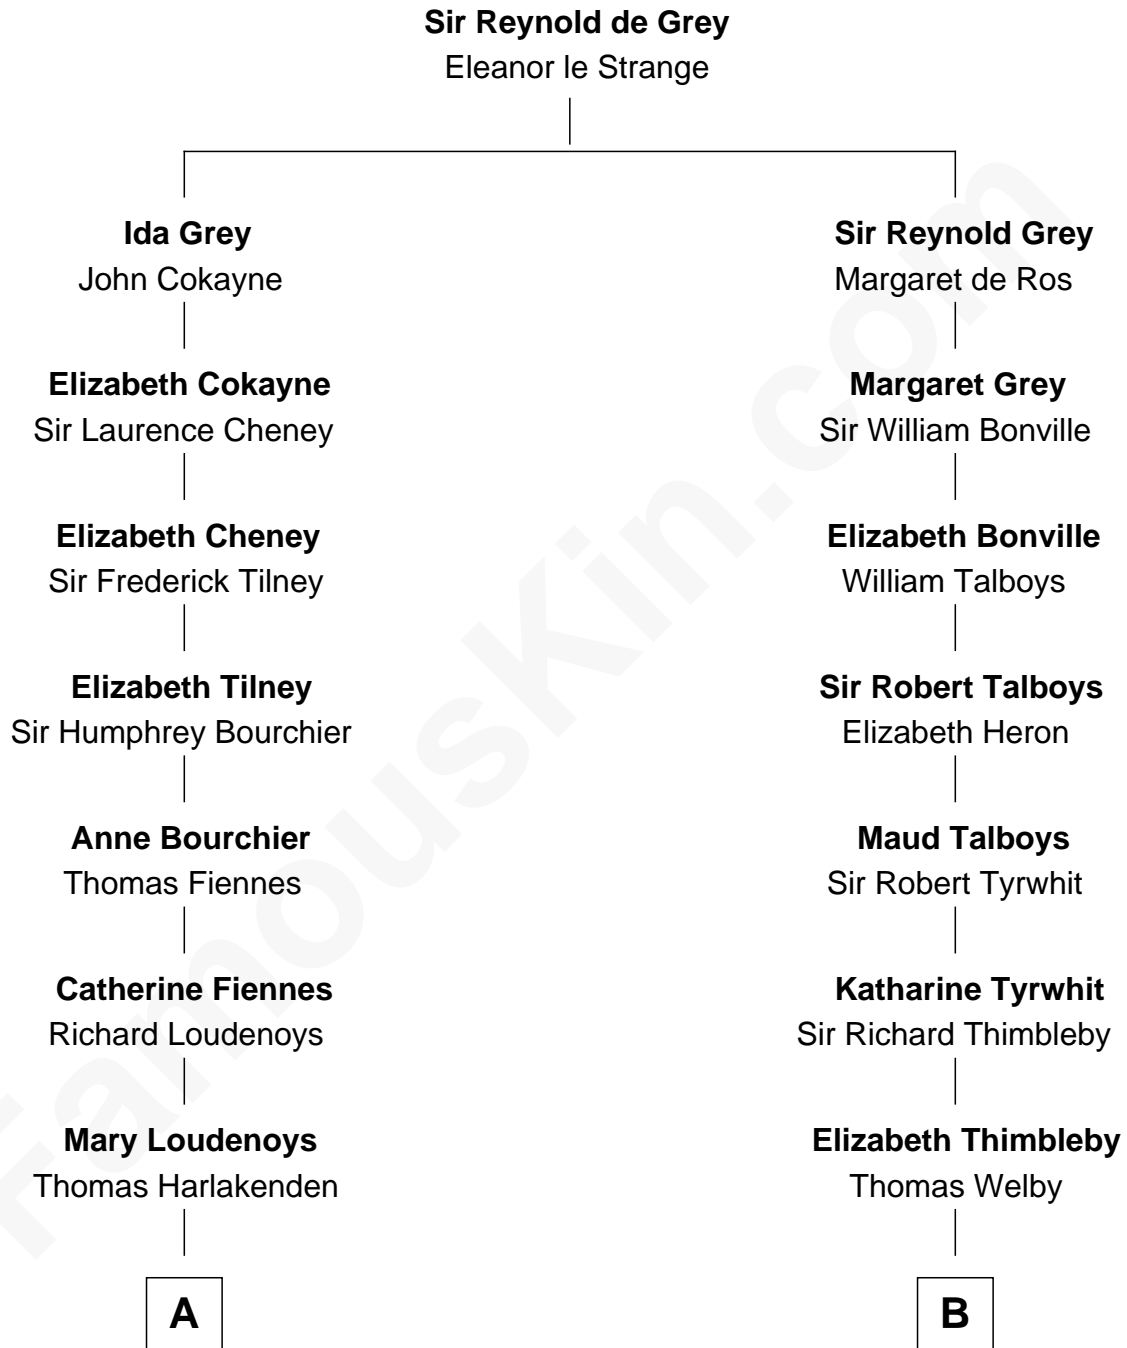 Sir Reynold de Grey
Eleanor le Strange
Ida Grey
John Cokayne
Sir Reynold Grey
Margaret de Ros
Elizabeth Cokayne
Sir Laurence Cheney
Margaret Grey
Sir William Bonville
Elizabeth Cheney
Sir Frederick Tilney
Elizabeth Bonville
William Talboys
Elizabeth Tilney
Sir Humphrey Bourchier
Sir Robert Talboys
Elizabeth Heron
Anne Bourchier
Thomas Fiennes
Maud Talboys
Sir Robert Tyrwhit
Catherine Fiennes
Richard Loudenoys
Katharine Tyrwhit
Sir Richard Thimbleby
Mary Loudenoys
Thomas Harlakenden
Elizabeth Thimbleby
Thomas Welby
A
B
FamousKin.com